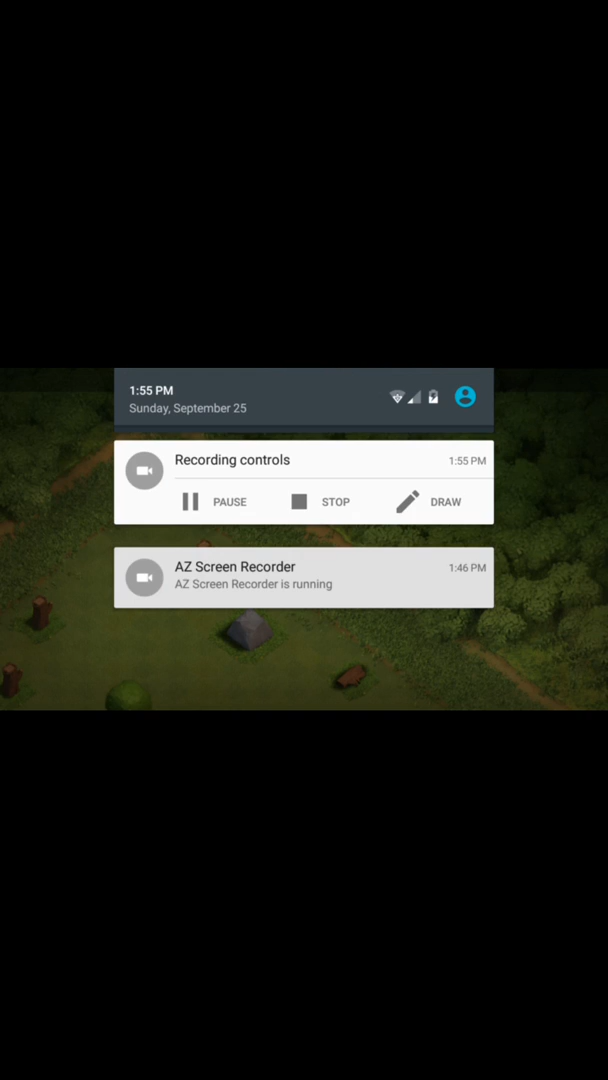 1:55 PM
Sunday, September 25
Recording controls
1:55 PM
PAUSE
STOP
DRAW
AZ Screen Recorder
1:46 PM
AZ Screen Recorder is running